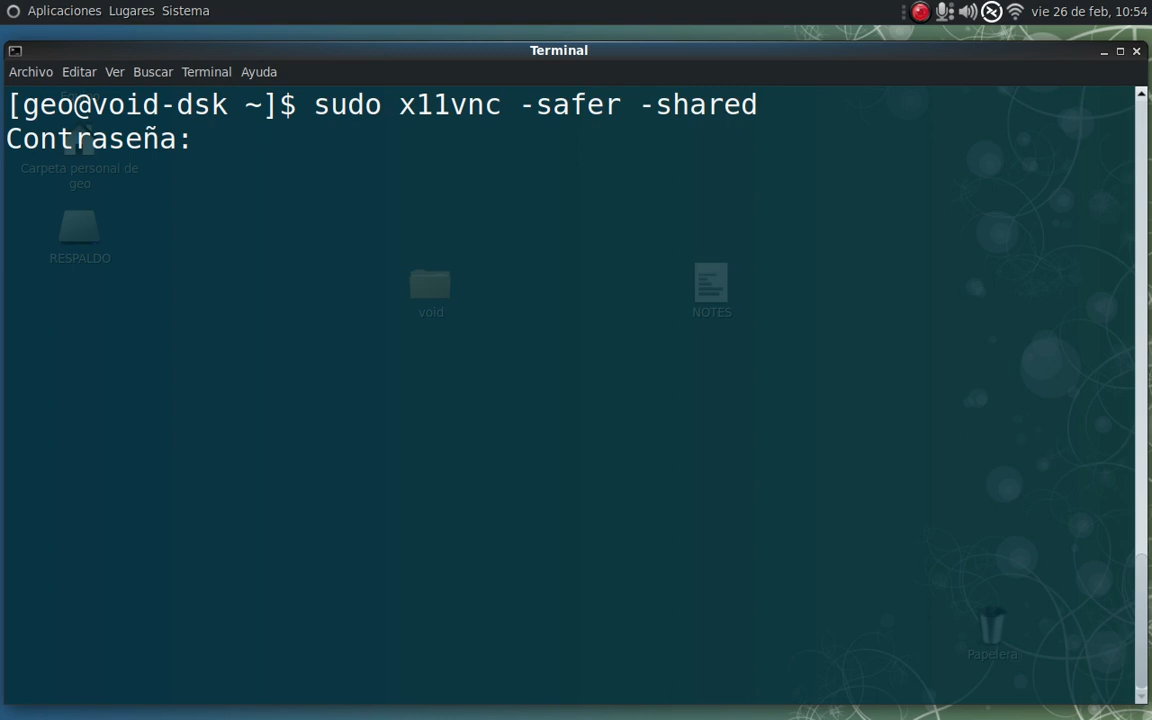 Aplicaciones Lugares Sistema
vie 26 de feb, 10:54
Terminal
Archivo Editar Ver Buscar Terminal Ayuda
[geo@void-dsk ~]$ sudo x11vnc -safer -shared
Contraseña:
Equipo
Carpeta personal de
geo
RESPALDO
void
NOTES
Papelera